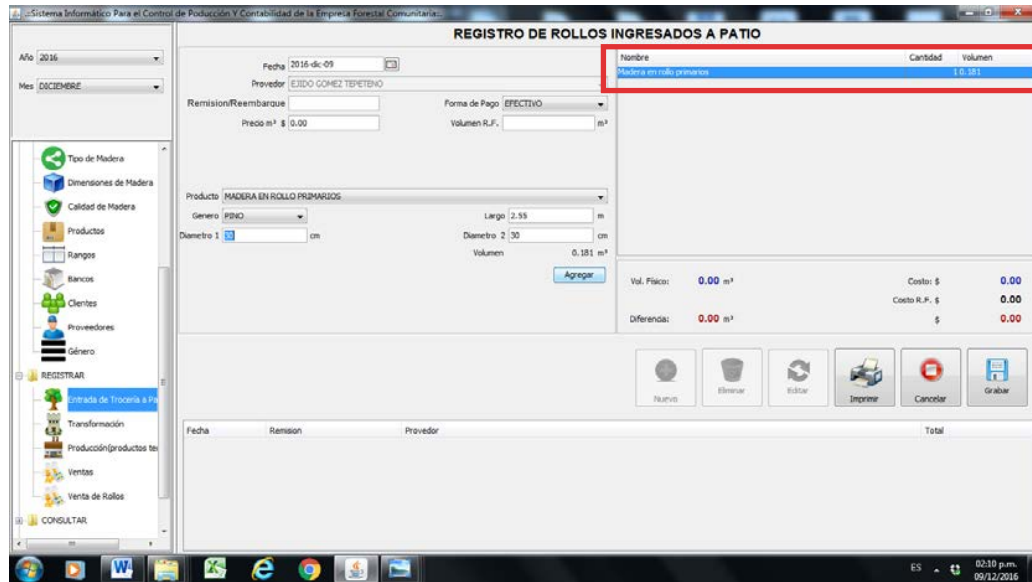 ..:Sistema Informático Para el Control de Poducción Y Contabilidad de la Empresa Forestal Comunitaria:..
REGISTRO DE ROLLOS INGRESADOS A PATIO
Año 2016
Mes DICIEMBRE
Fecha 2016-dic-09
Provedor EJIDO GOMEZ TEPETENO
Remision/Reembarque
Forma de Pago EFECTIVO
Precio m³ $ 0.00
Volumen R.F. m³
Producto MADERA EN ROLLO PRIMARIOS
Genero PINO
Largo 2.55 m
Diametro 1 30 cm
Diametro 2 30 cm
Volumen 0.181 m³
Agregar
Nombre Cantidad Volumen
Madera en rollo primarios 1 0.181
Vol. Físico: 0.00 m³ Costo: $ 0.00
Costo R.F. $ 0.00
Diferencia: 0.00 m³ $ 0.00
Nuevo
Eliminar
Editar
Imprimir
Cancelar
Grabar
Fecha Remision Provedor Total
Tipo de Madera
Dimensiones de Madera
Calidad de Madera
Productos
Rangos
Bancos
Clientes
Proveedores
Género
REGISTRAR
Entrada de Trocería a Pa
Transformación
Producción(productos te
Ventas
Venta de Rollos
CONSULTAR
ES
02:10 p.m.
09/12/2016